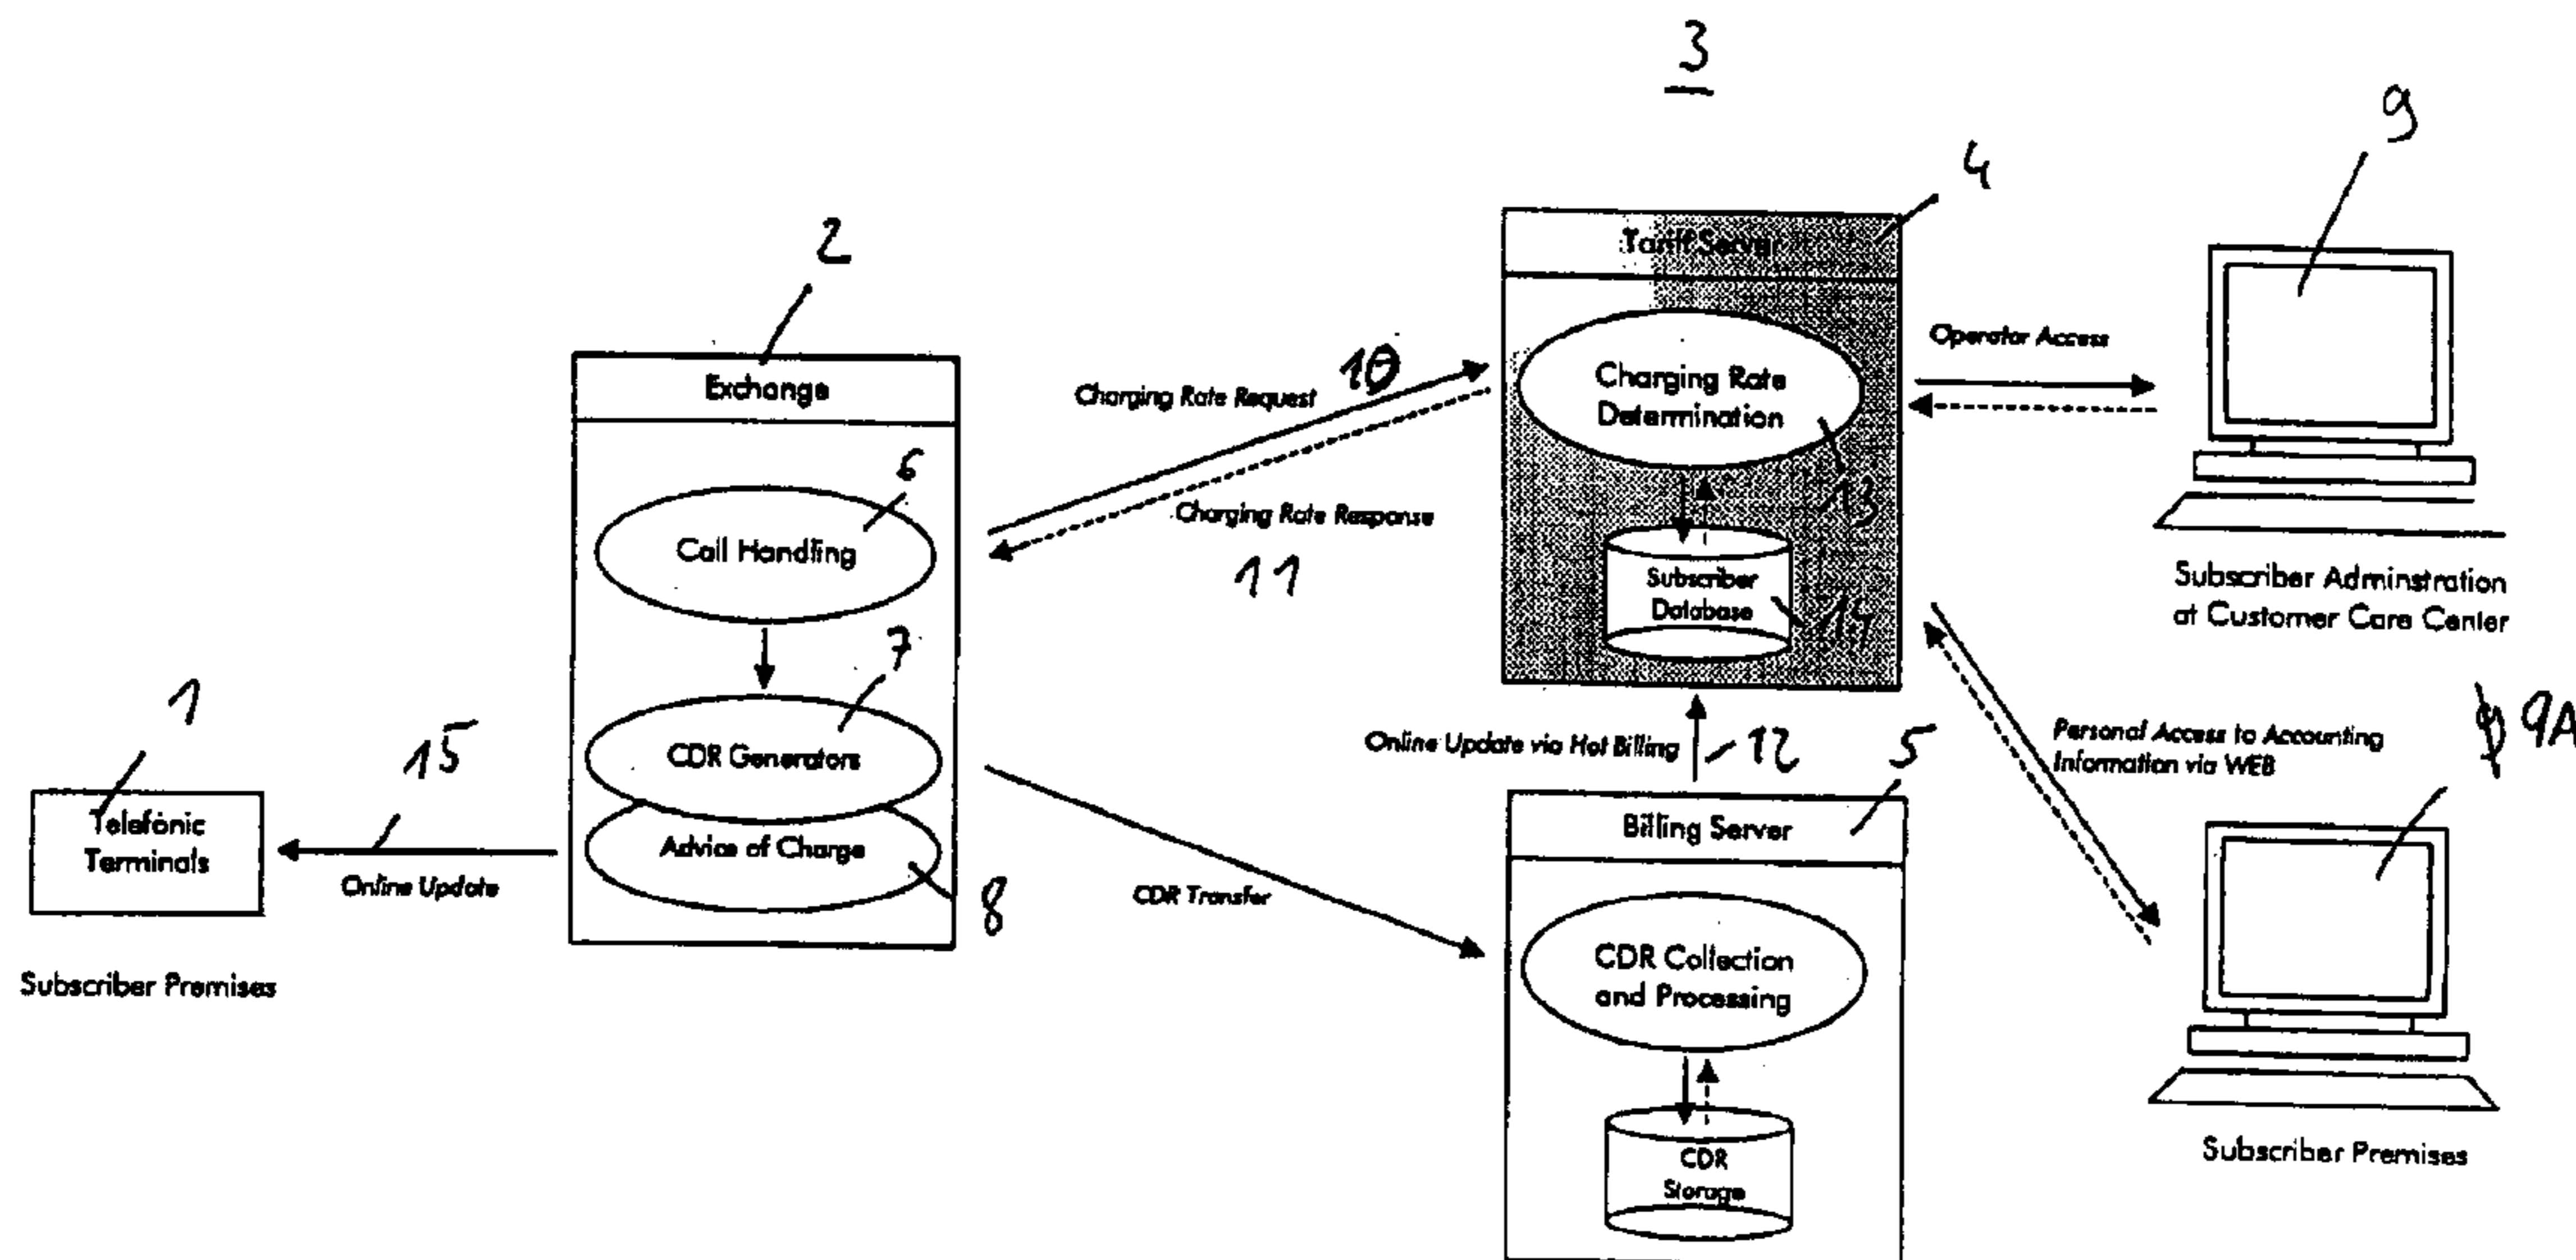 3
9
4
2
Tariff Server
Exchange
Charging Rate Request
10
Charging Rate
Determination
Operator Access
6
Call Handling
Charging Rate Response
11
13
Subscriber
Database
14
Subscriber Adminstration
at Customer Care Center
7
1
15
CDR Generators
Online Update via Hot Billing
12
5
Personal Access to Accounting
Information via WEB
9A
Telefonic
Terminals
Advice of Charge
Billing Server
Online Update
8
CDR Transfer
Subscriber Premises
CDR Collection
and Processing
CDR
Storage
Subscriber Premises